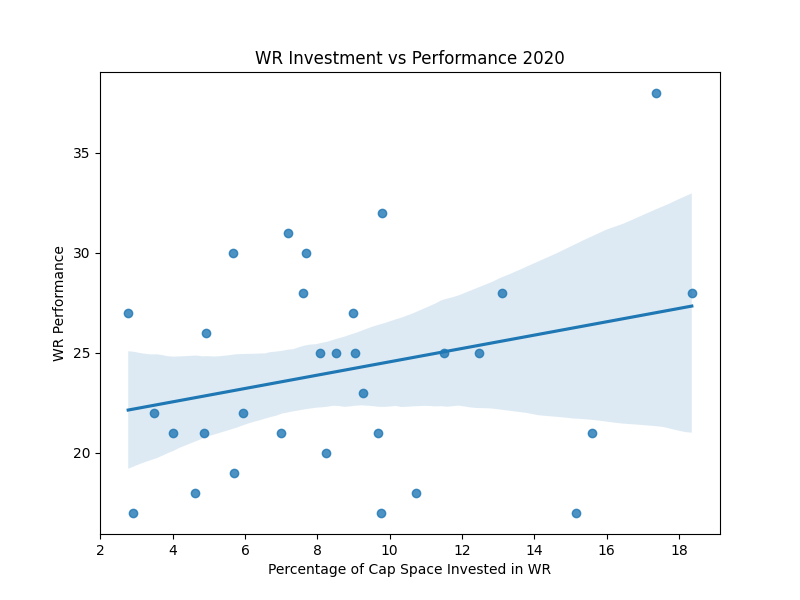 WR Investment vs Performance 2020
WR Performance
35
30
25
20
2 4 6 8 10 12 14 16 18
Percentage of Cap Space Invested in WR